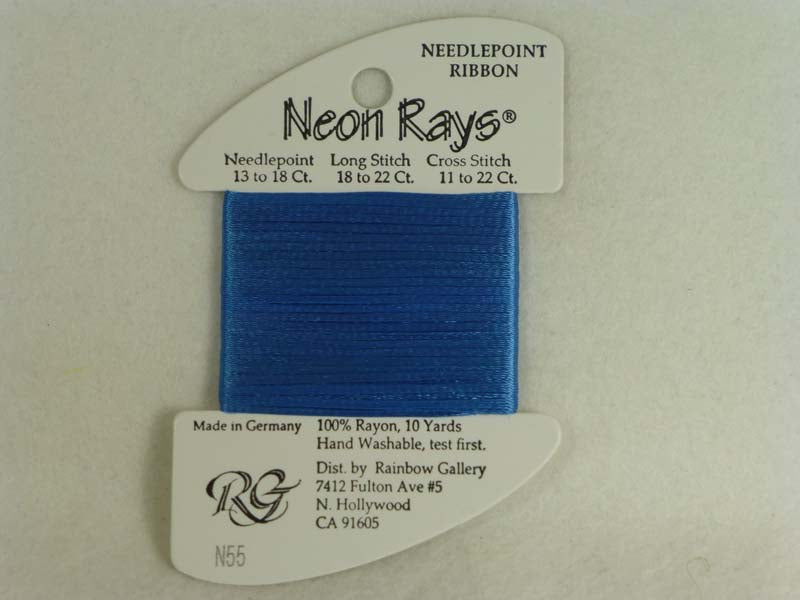 NEEDLEPOINT
RIBBON
Neon Rays®
Needlepoint Long Stitch Cross Stitch
13 to 18 Ct. 18 to 22 Ct. 11 to 22 Ct.
Made in Germany
100% Rayon, 10 Yards
Hand Washable, test first.
Dist. by Rainbow Gallery
7412 Fulton Ave #5
N. Hollywood
CA 91605
RG
N55